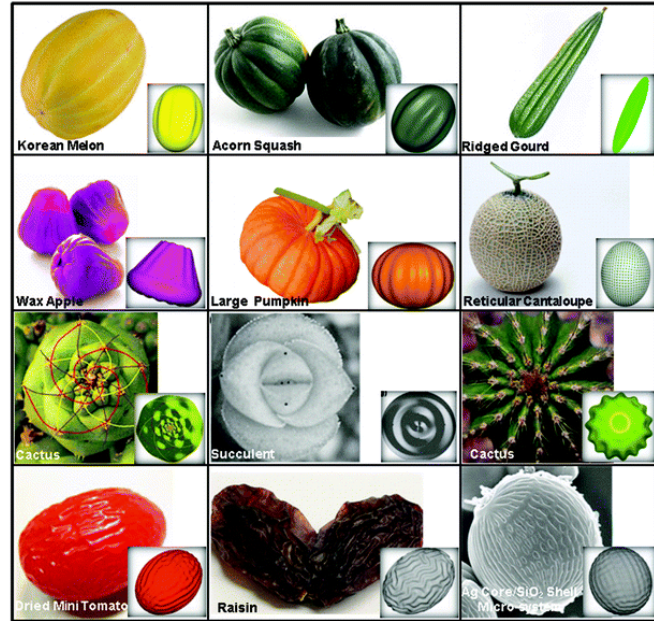 Korean Melon
Acorn Squash
Ridged Gourd
Wax Apple
Large Pumpkin
Reticular Cantaloupe
Cactus
Succulent
Cactus
Dried Mini Tomato
Raisin
Ag Core/SiO₂ Shell
Micro-system